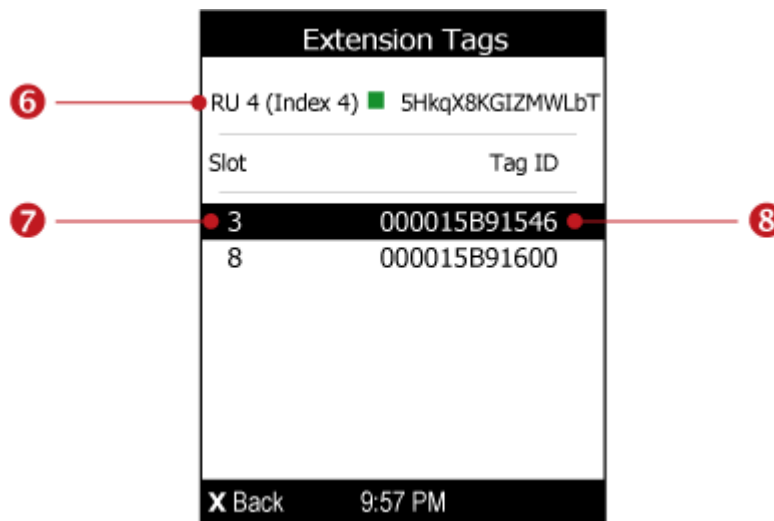 Extension Tags
6 RU 4 (Index 4) 5HkqX8KGIZMWLbT
Slot Tag ID
7 3 000015B91546 8
8 000015B91600
X Back 9:57 PM